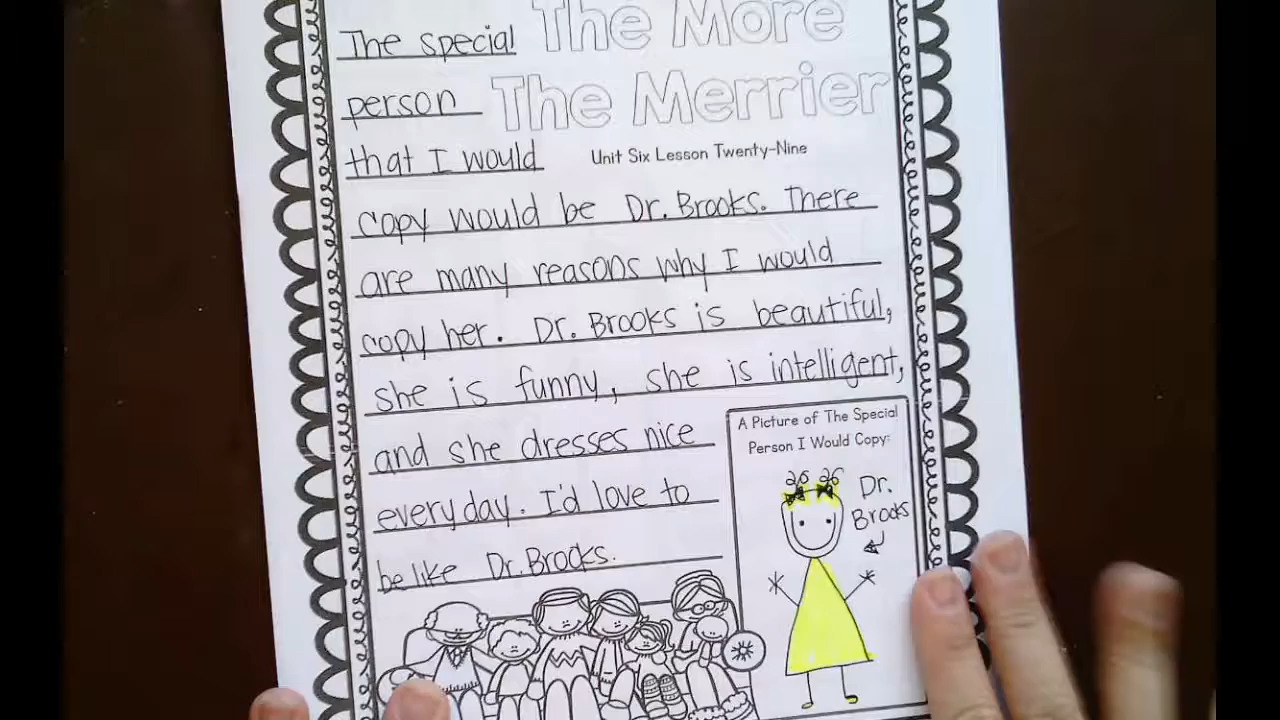 The special
The More
person
The Merrier
that I would
Unit Six Lesson Twenty-Nine
copy would be Dr. Brooks. There
are many reasons why I would
copy her. Dr. Brooks is beautiful,
she is funny, she is intelligent,
and she dresses nice
everyday. I'd love to
be like Dr. Brooks.
A Picture of The Special
Person I Would Copy:
Dr.
Brooks